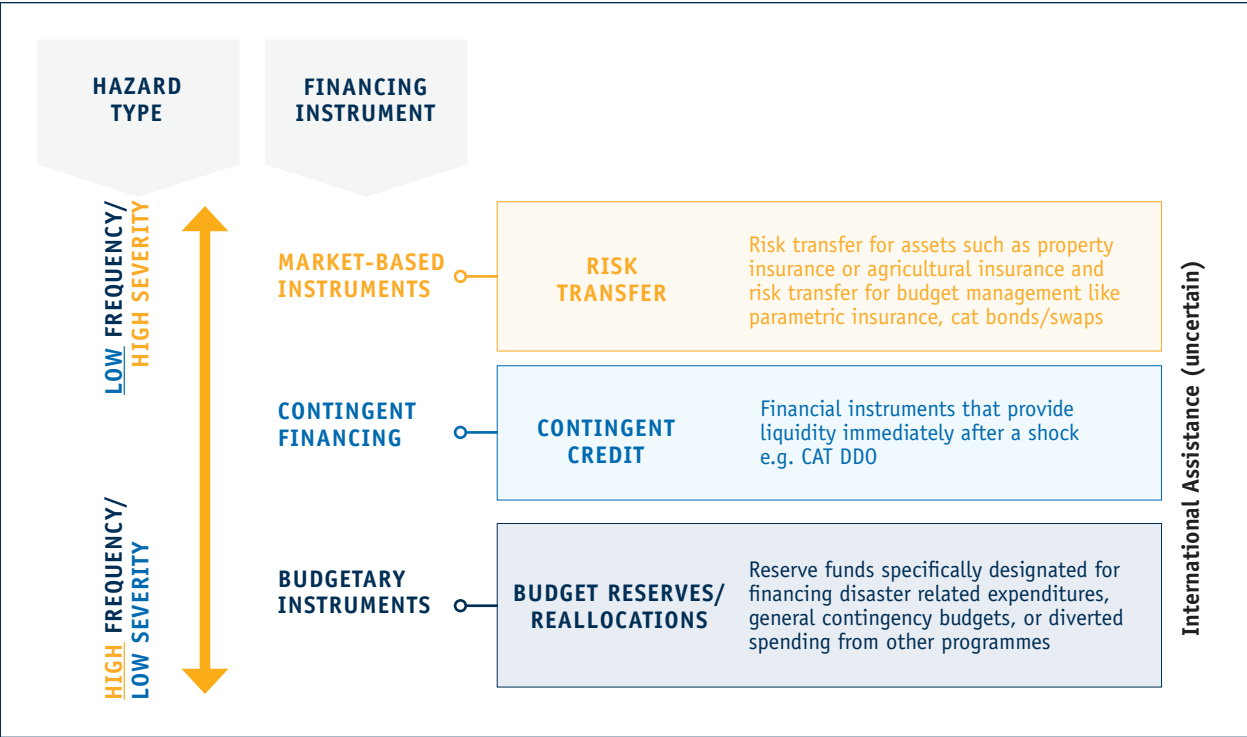 HAZARD
TYPE
FINANCING
INSTRUMENT
LOW FREQUENCY/
HIGH SEVERITY
MARKET-BASED
INSTRUMENTS
RISK
TRANSFER
Risk transfer for assets such as property
insurance or agricultural insurance and
risk transfer for budget management like
parametric insurance, cat bonds/swaps
CONTINGENT
FINANCING
CONTINGENT
CREDIT
Financial instruments that provide
liquidity immediately after a shock
e.g. CAT DDO
HIGH FREQUENCY/
LOW SEVERITY
BUDGETARY
INSTRUMENTS
BUDGET RESERVES/
REALLOCATIONS
Reserve funds specifically designated for
financing disaster related expenditures,
general contingency budgets, or diverted
spending from other programmes
International Assistance (uncertain)